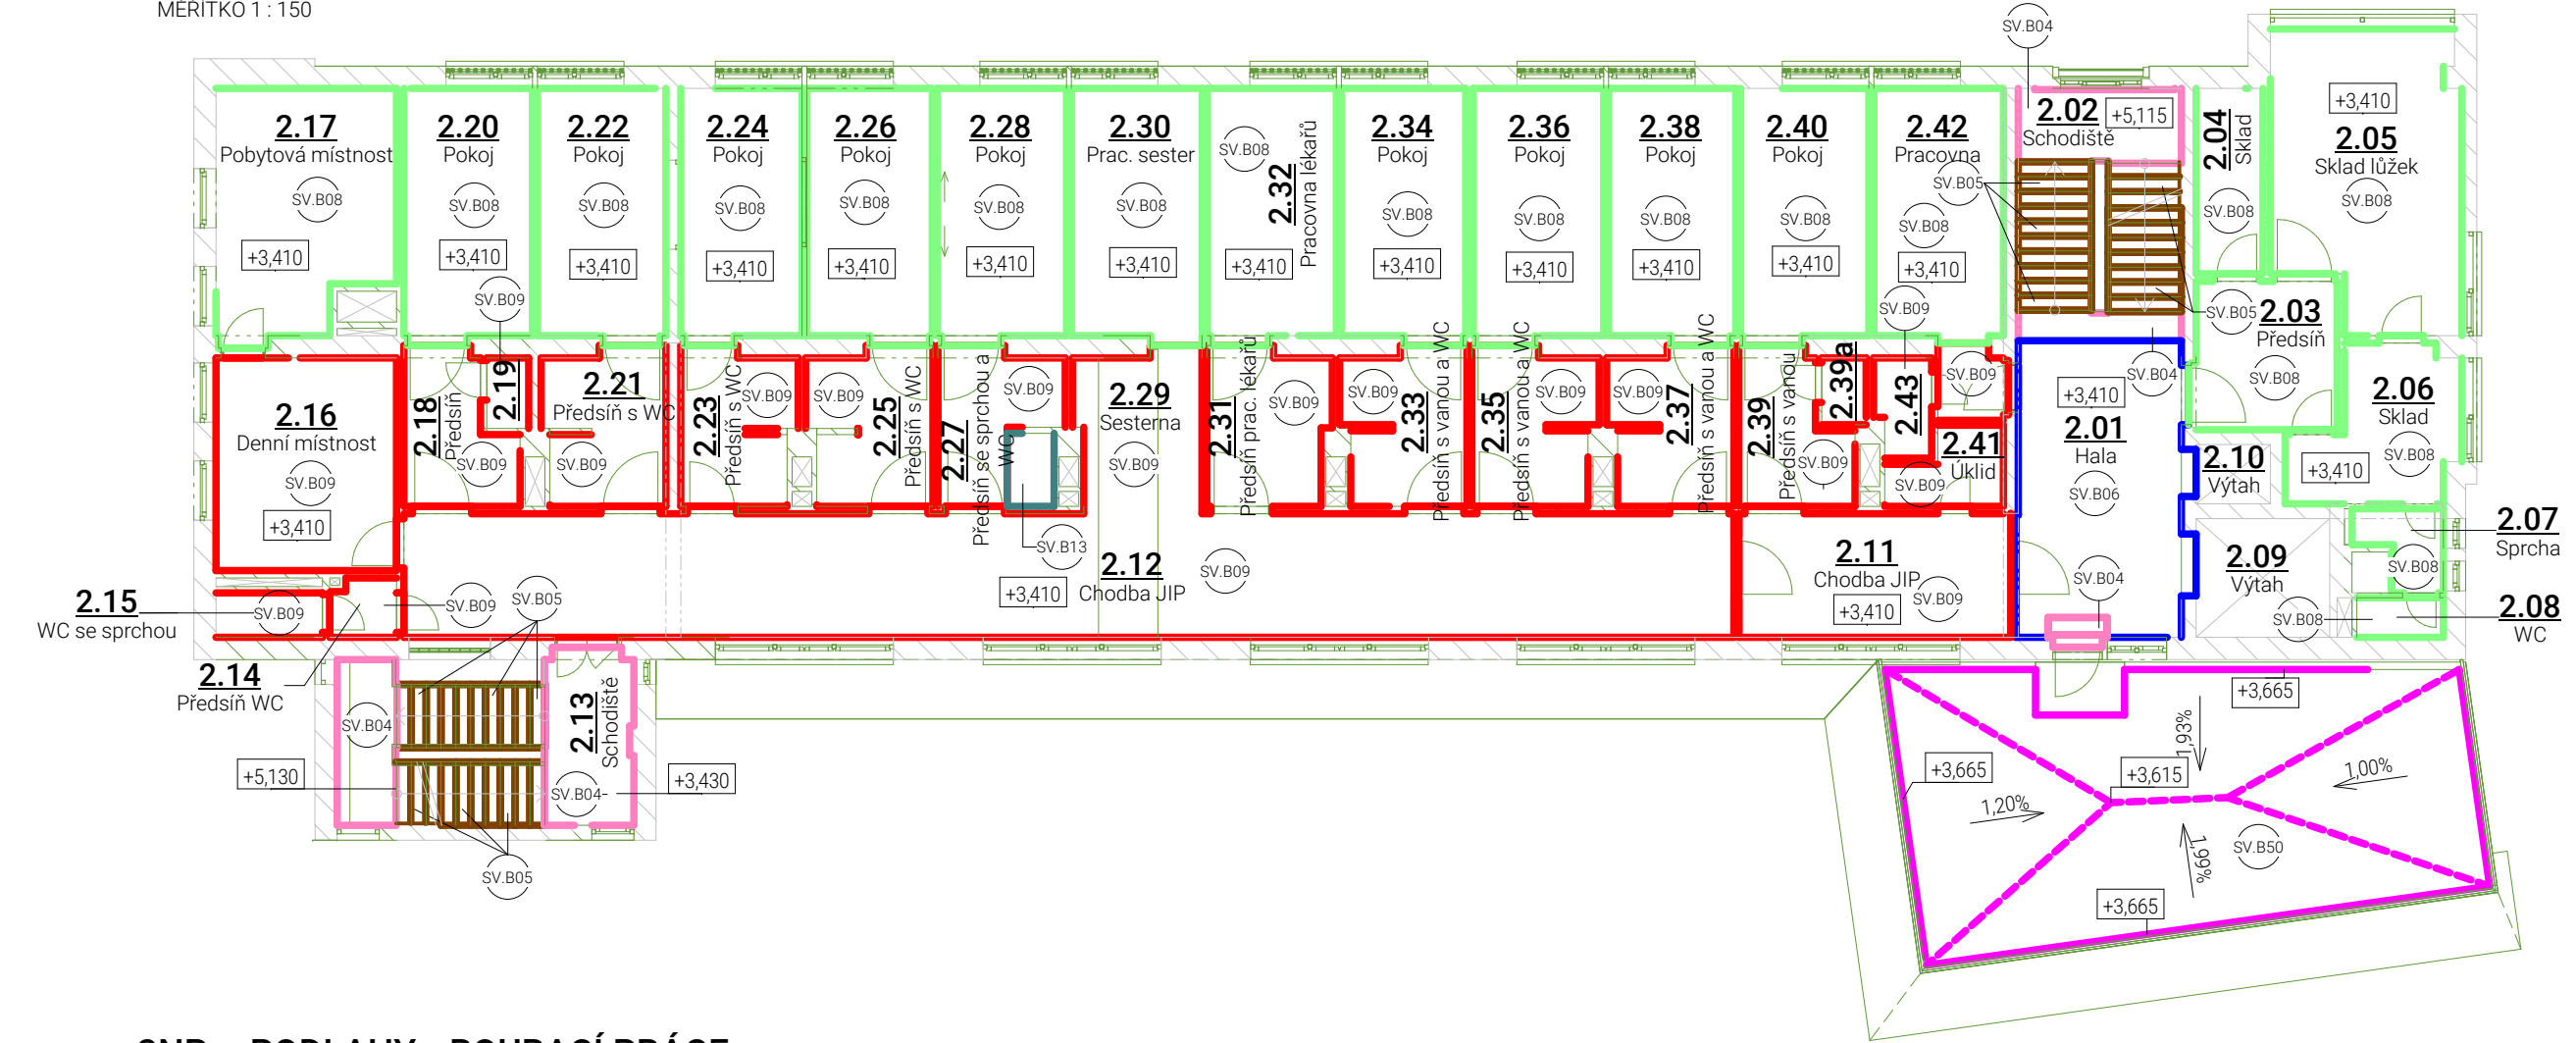 MĚŘÍTKO 1 : 150
SV.B04
2.17
Pobytová místnost
SV.B08
+3,410
2.20
Pokoj
SV.B08
+3,410
SV.B09
2.22
Pokoj
SV.B08
+3,410
2.24
Pokoj
SV.B08
+3,410
2.26
Pokoj
SV.B08
+3,410
2.28
Pokoj
SV.B08
+3,410
2.30
Prac. sester
SV.B08
+3,410
SV.B08
2.32
Pracovna lékařů
+3,410
2.34
Pokoj
SV.B08
+3,410
2.36
Pokoj
SV.B08
+3,410
2.38
Pokoj
SV.B08
+3,410
2.40
Pokoj
SV.B08
+3,410
2.42
Pracovna
SV.B05
SV.B08
+3,410
SV.B09
2.02
+5,115
Schodiště
2.04
Sklad
SV.B08
+3,410
2.05
Sklad lůžek
SV.B08
SV.B05
2.03
Předsíň
SV.B08
SV.B04
2.16
Denní místnost
SV.B09
+3,410
2.18
Předsíň
2.19
SV.B09
2.21
Předsíň s WC
SV.B09
2.23
Předsíň s WC
SV.B09
SV.B09
2.25
Předsíň s WC
2.27
Předsíň se sprchou a
WC
SV.B09
SV.B13
2.29
Sesterna
SV.B09
2.31
Předsíň prac. lékařů
SV.B09
SV.B09
2.33
Předsíň s vanou a WC
2.35
Předsíň s vanou a WC
SV.B09
SV.B09
2.37
Předsíň s vanou a WC
2.39
Předsíň s vanou
SV.B09
2.39a
2.43
SV.B09
SV.B09
2.41
Úklid
+3,410
2.01
Hala
SV.B06
SV.B04
2.06
Sklad
SV.B08
+3,410
2.10
Výtah
2.09
Výtah
2.07
Sprcha
SV.B08
2.08
WC
SV.B08
2.12
Chodba JIP
+3,410
SV.B09
2.11
Chodba JIP
+3,410
SV.B09
2.15
WC se sprchou
SV.B09
SV.B09
SV.B05
2.14
Předsíň WC
SV.B04
2.13
Schodiště
+5,130
SV.B04
+3,430
SV.B05
+3,665
+3,665
1,93%
+3,615
1,00%
1,20%
1,99%
SV.B50
+3,665